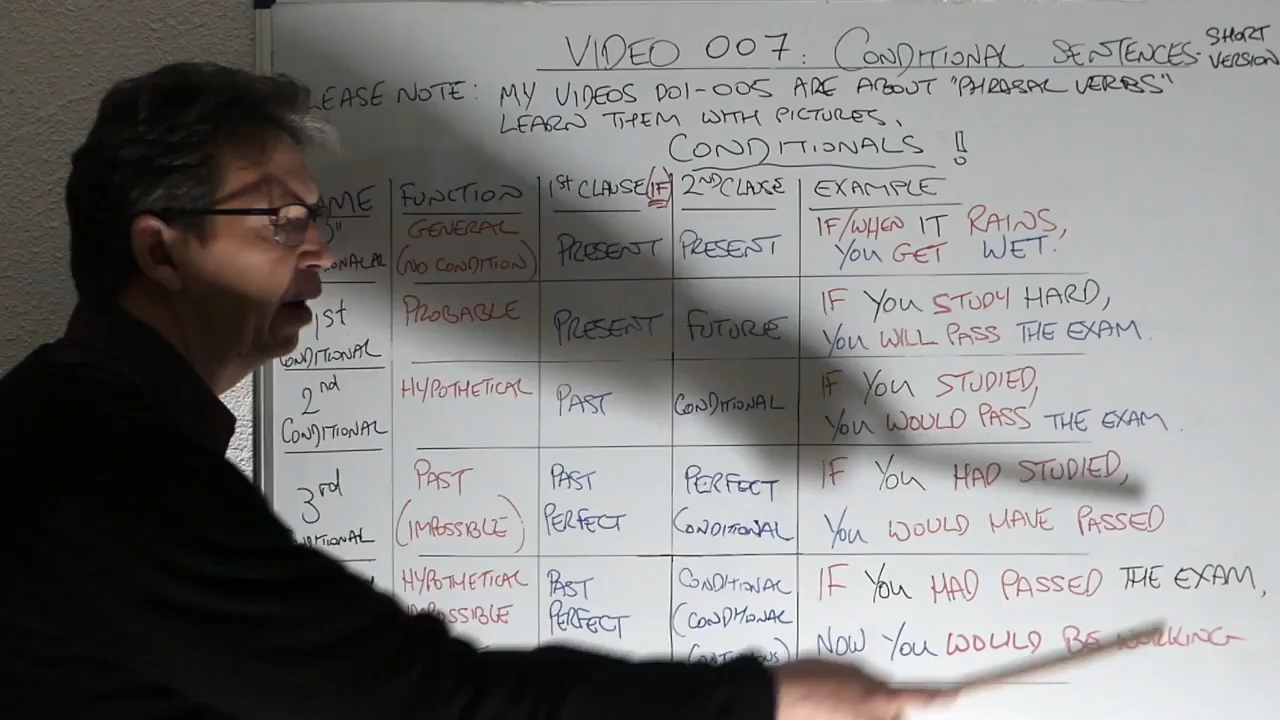 VIDEO 007: CONDITIONAL SENTENCES- SHORT VERSION
LEASE NOTE: MY VIDEOS 001-005 ARE ABOUT "PHRASAL VERBS"
LEARN THEM WITH PICTURES.
CONDITIONALS !
AME FUNCTION 1st CLAUSE (IF) 2ND CLAUSE EXAMPLE
GENERAL
(NO CONDITION)
PRESENT
PRESENT
IF/WHEN IT RAINS,
YOU GET WET.
1st
CONDITIONAL
PROBABLE
PRESENT
FUTURE
IF YOU STUDY HARD,
YOU WILL PASS THE EXAM.
2nd
CONDITIONAL
HYPOTHETICAL
PAST
CONDITIONAL
IF YOU STUDIED,
YOU WOULD PASS THE EXAM.
3rd
PAST
(IMPOSSIBLE)
PAST
PERFECT
PERFECT
CONDITIONAL
IF YOU HAD STUDIED,
YOU WOULD HAVE PASSED
HYPOTHETICAL
PAST
PERFECT
CONDITIONAL
IF YOU HAD PASSED THE EXAM,
NOW YOU WOULD BE WORKING